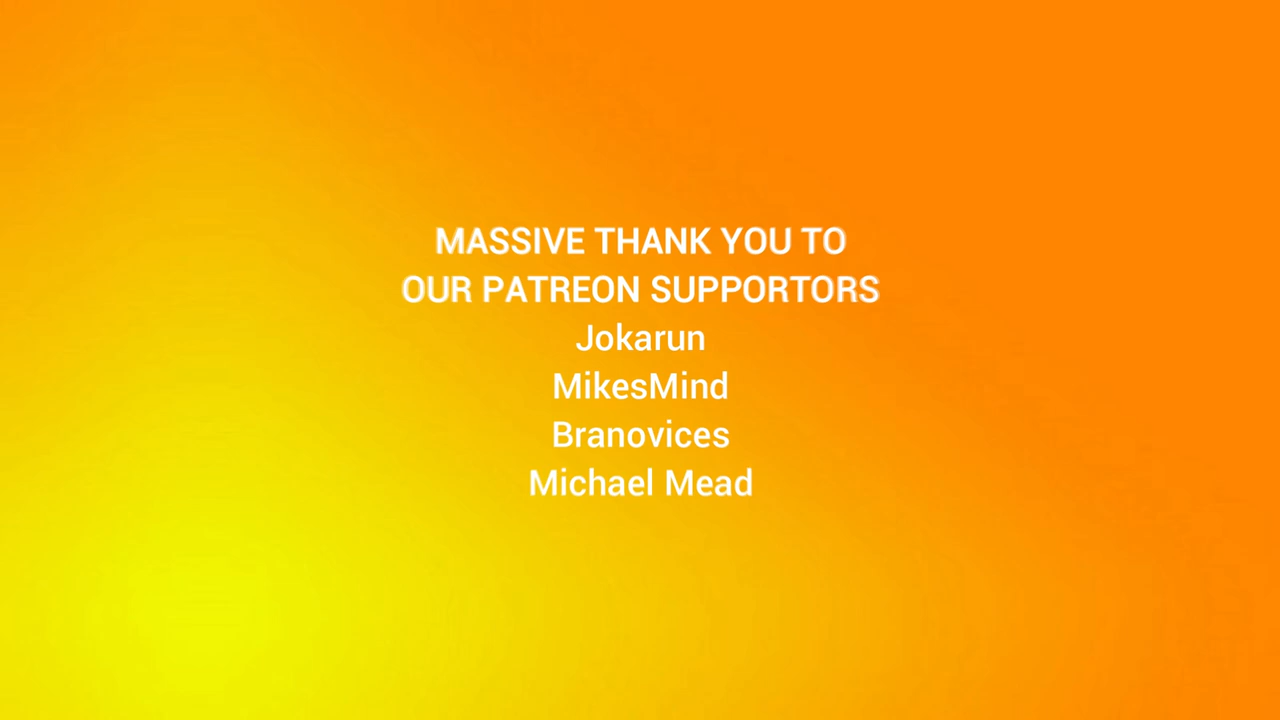 MASSIVE THANK YOU TO
OUR PATREON SUPPORTORS
Jokarun
MikesMind
Branovices
Michael Mead